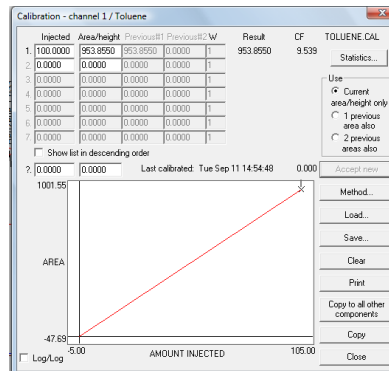 Calibration - channel 1 / Toluene
Injected Area/height Previous#1 Previous#2 W Result CF TOLUENE.CAL
1. 100.0000 953.8550 953.8550 0.0000 1 953.8550 9.539
2. 0.0000 0.0000 0.0000 0.0000 1
3. 0.0000 0.0000 0.0000 0.0000 1
4. 0.0000 0.0000 0.0000 0.0000 1
5. 0.0000 0.0000 0.0000 0.0000 1
6. 0.0000 0.0000 0.0000 0.0000 1
7. 0.0000 0.0000 0.0000 0.0000 1
Statistics...
Use
Current
area/height only
1 previous
area also
2 previous
areas also
Show list in descending order
?. 0.0000 0.0000 Last calibrated: Tue Sep 11 14:54:48 0.000 Accept new
1001.55
AREA
-47.69
-5.00 AMOUNT INJECTED 105.00
Log/Log
Method...
Load...
Save...
Clear
Print
Copy to all other
components
Copy
Close